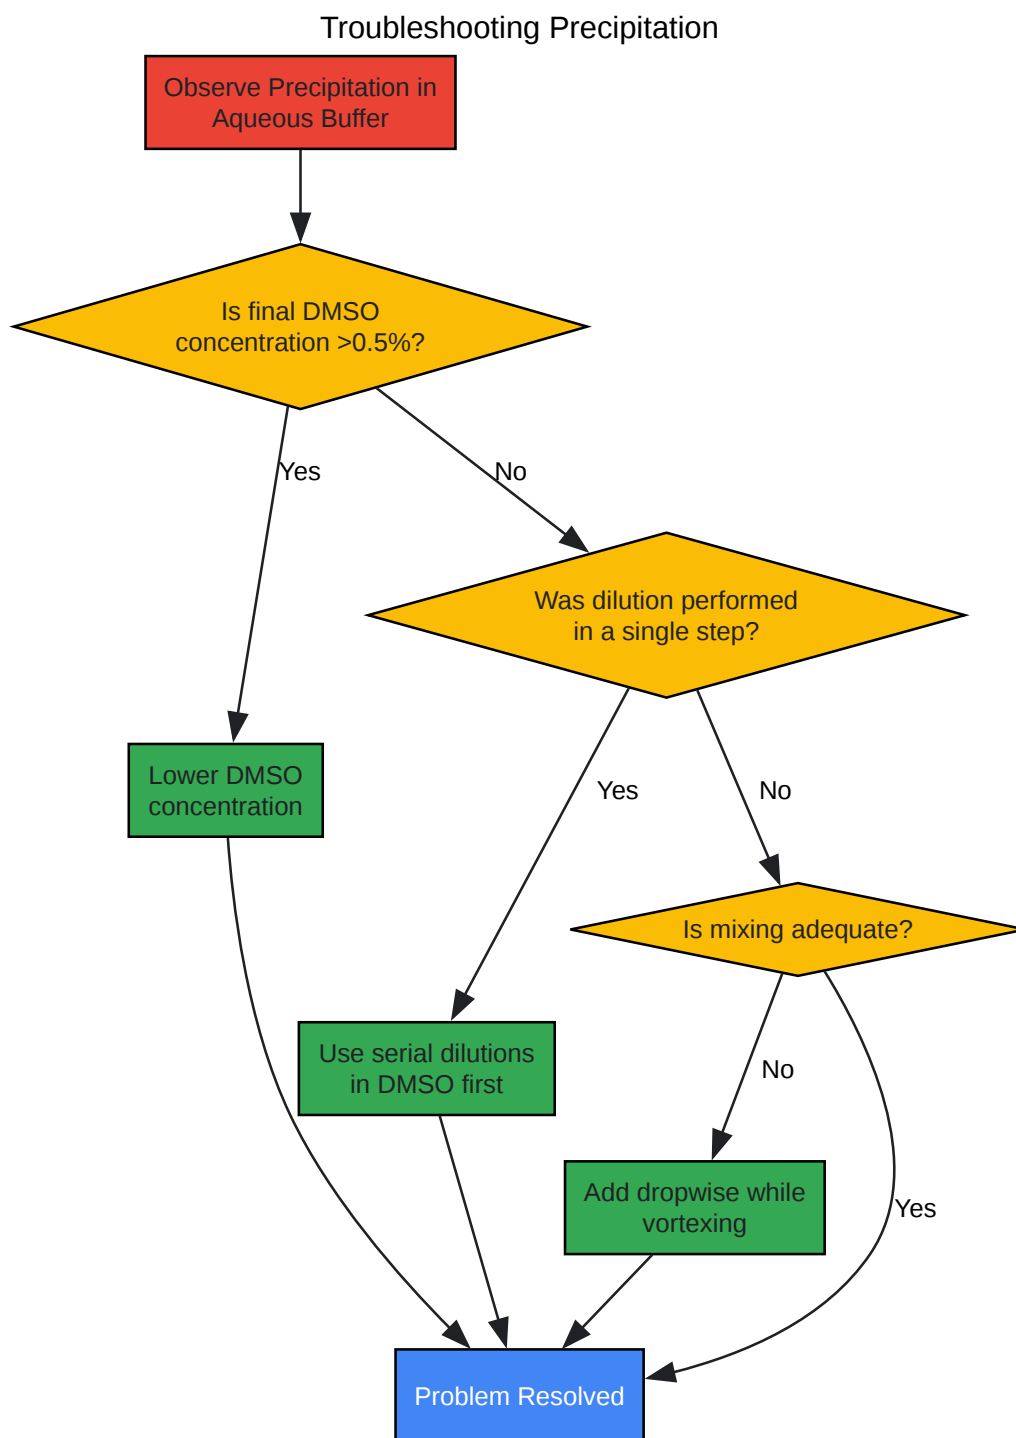 Troubleshooting Precipitation
Observe Precipitation in
Aqueous Buffer
Is final DMSO
concentration >0.5%?
Yes
No
Was dilution performed
in a single step?
Lower DMSO
concentration
Yes
No
Is mixing adequate?
Use serial dilutions
in DMSO first
No
Add dropwise while
vortexing
Yes
Problem Resolved